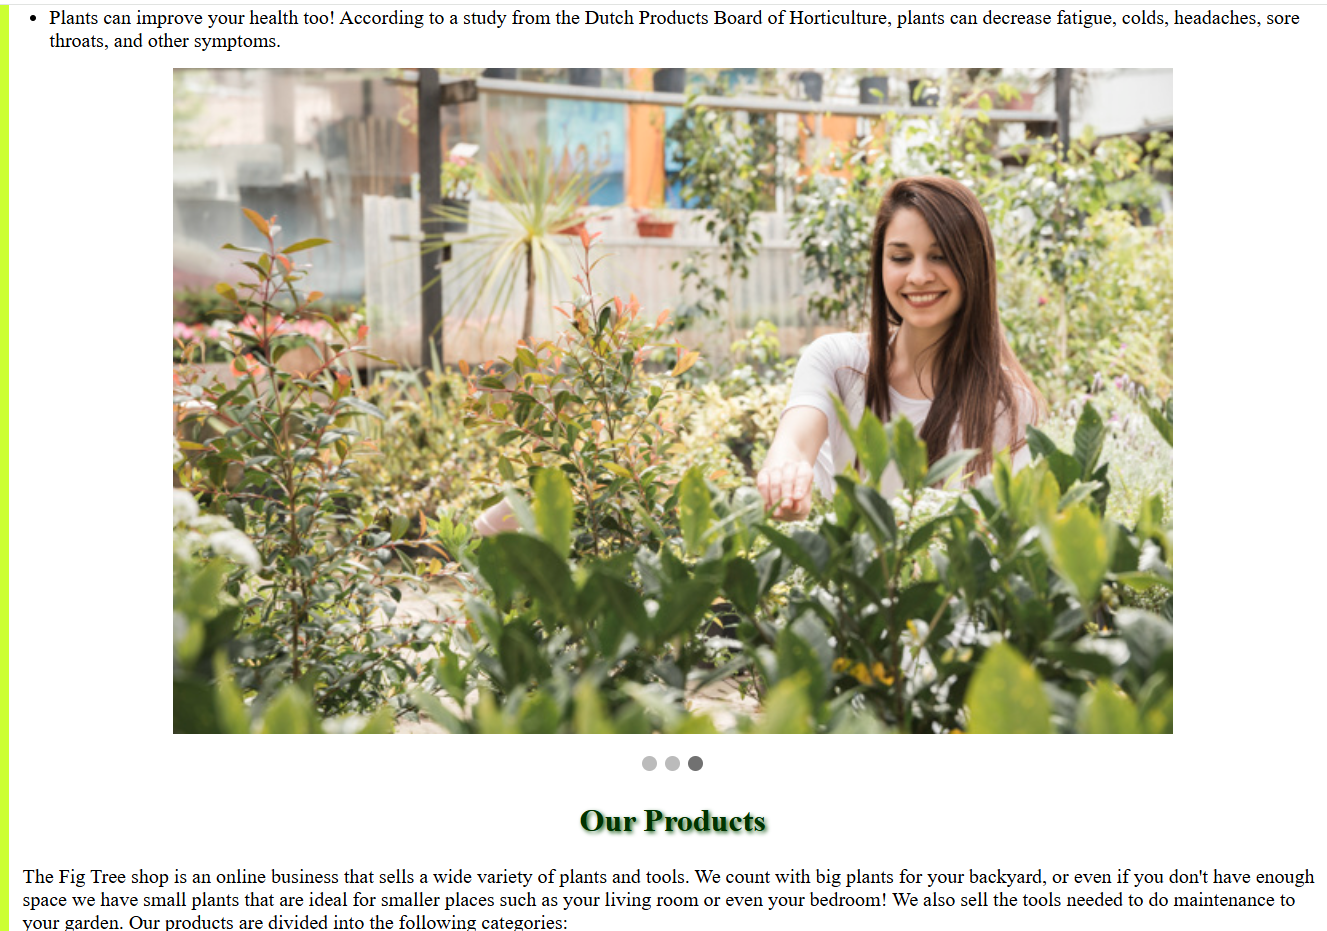 Plants can improve your health too! According to a study from the Dutch Products Board of Horticulture, plants can decrease fatigue, colds, headaches, sore
throats, and other symptoms.
Our Products
The Fig Tree shop is an online business that sells a wide variety of plants and tools. We count with big plants for your backyard, or even if you don't have enough
space we have small plants that are ideal for smaller places such as your living room or even your bedroom! We also sell the tools needed to do maintenance to
your garden. Our products are divided into the following categories: